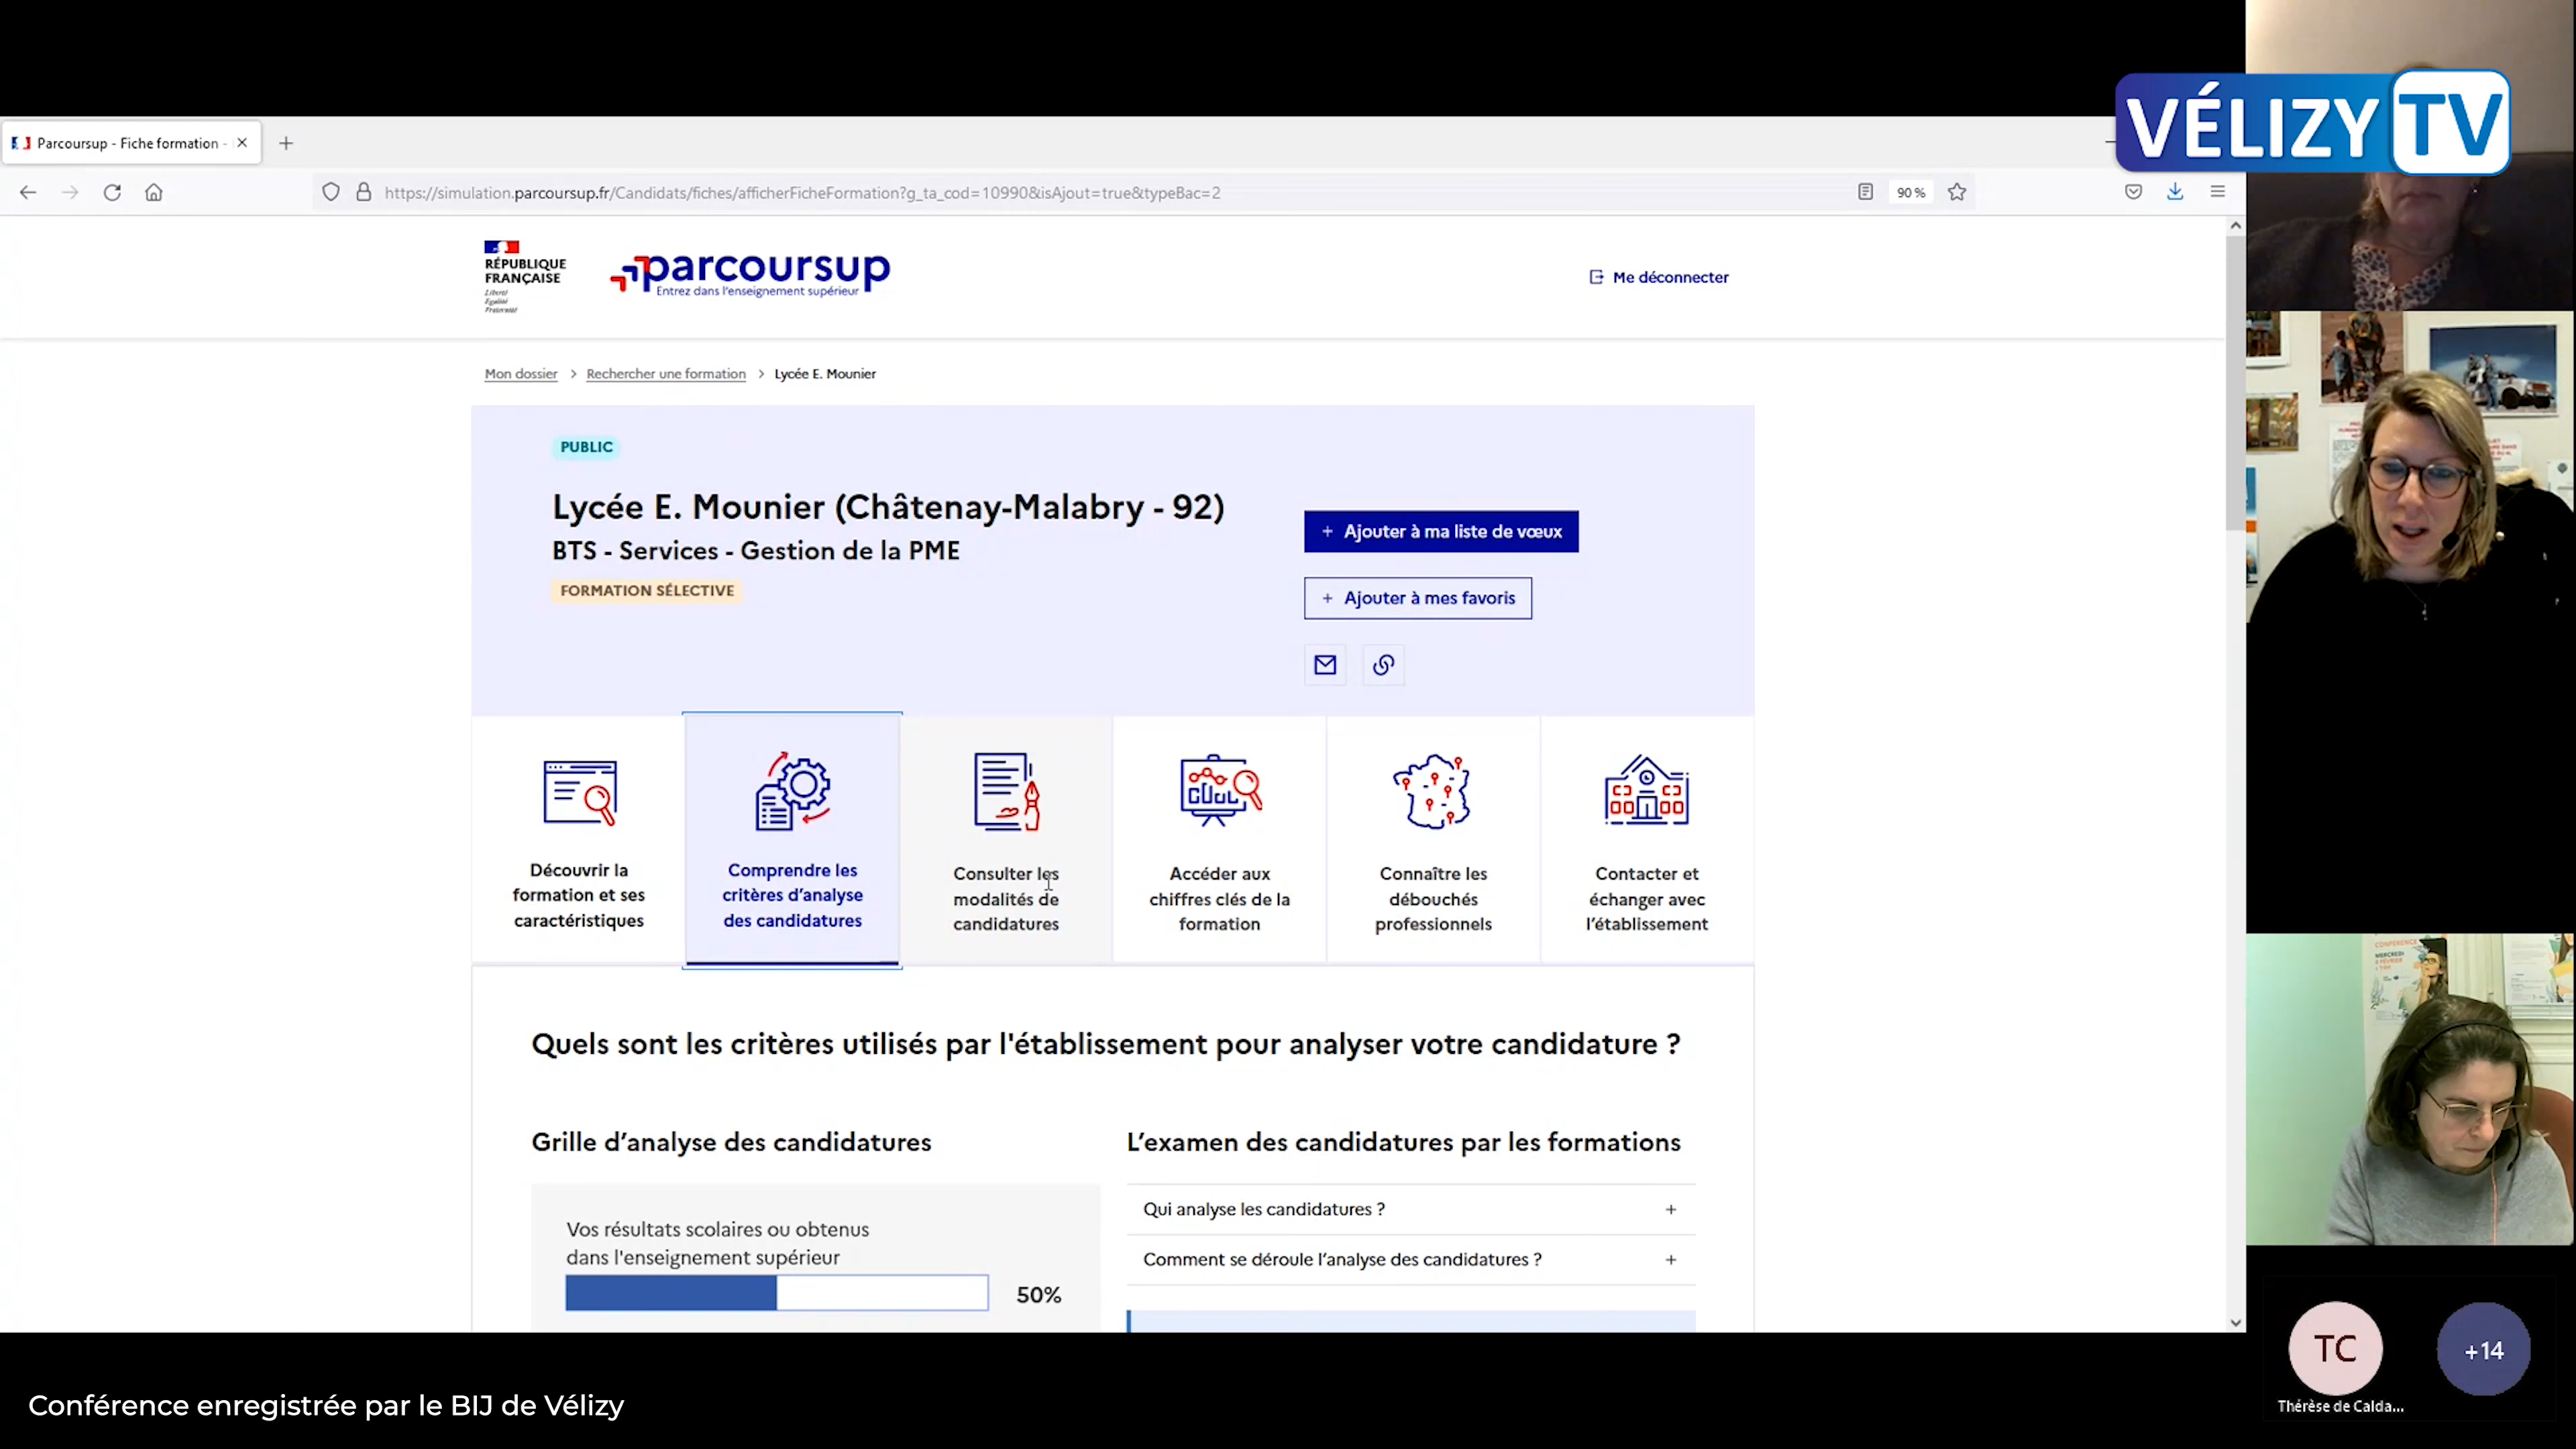 VÉLIZY TV
Parcoursup - Fiche formation -
https://simulation.parcoursup.fr/Candidats/fiches/afficherFicheFormation?g_ta_cod=10990&isAjout=true&typeBac=2
90 %
RÉPUBLIQUE
FRANÇAISE
Liberté
Égalité
Fraternité
parcoursup
Entrez dans l'enseignement supérieur
Me déconnecter
Mon dossier > Rechercher une formation > Lycée E. Mounier
PUBLIC
Lycée E. Mounier (Châtenay-Malabry - 92)
BTS - Services - Gestion de la PME
FORMATION SÉLECTIVE
+ Ajouter à ma liste de vœux
+ Ajouter à mes favoris
Découvrir la
formation et ses
caractéristiques
Comprendre les
critères d'analyse
des candidatures
Consulter les
modalités de
candidatures
Accéder aux
chiffres clés de la
formation
Connaître les
débouchés
professionnels
Contacter et
échanger avec
l'établissement
Quels sont les critères utilisés par l'établissement pour analyser votre candidature ?
Grille d'analyse des candidatures
Vos résultats scolaires ou obtenus
dans l'enseignement supérieur
50%
L'examen des candidatures par les formations
Qui analyse les candidatures ? +
Comment se déroule l'analyse des candidatures ? +
CONFÉRENCE
MERCREDI
TC
+14
Thérèse de Calda...
Conférence enregistrée par le BIJ de Vélizy